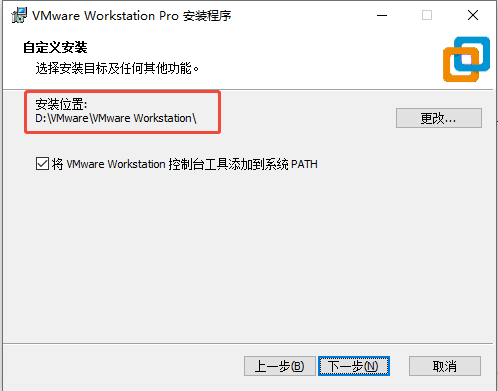 VMware Workstation Pro 安装程序
自定义安装
选择安装目标及任何其他功能。
安装位置:
D:\VMware\VMware Workstation\
更改...
将 VMware Workstation 控制台工具添加到系统 PATH
上一步(B)
下一步(N)
取消